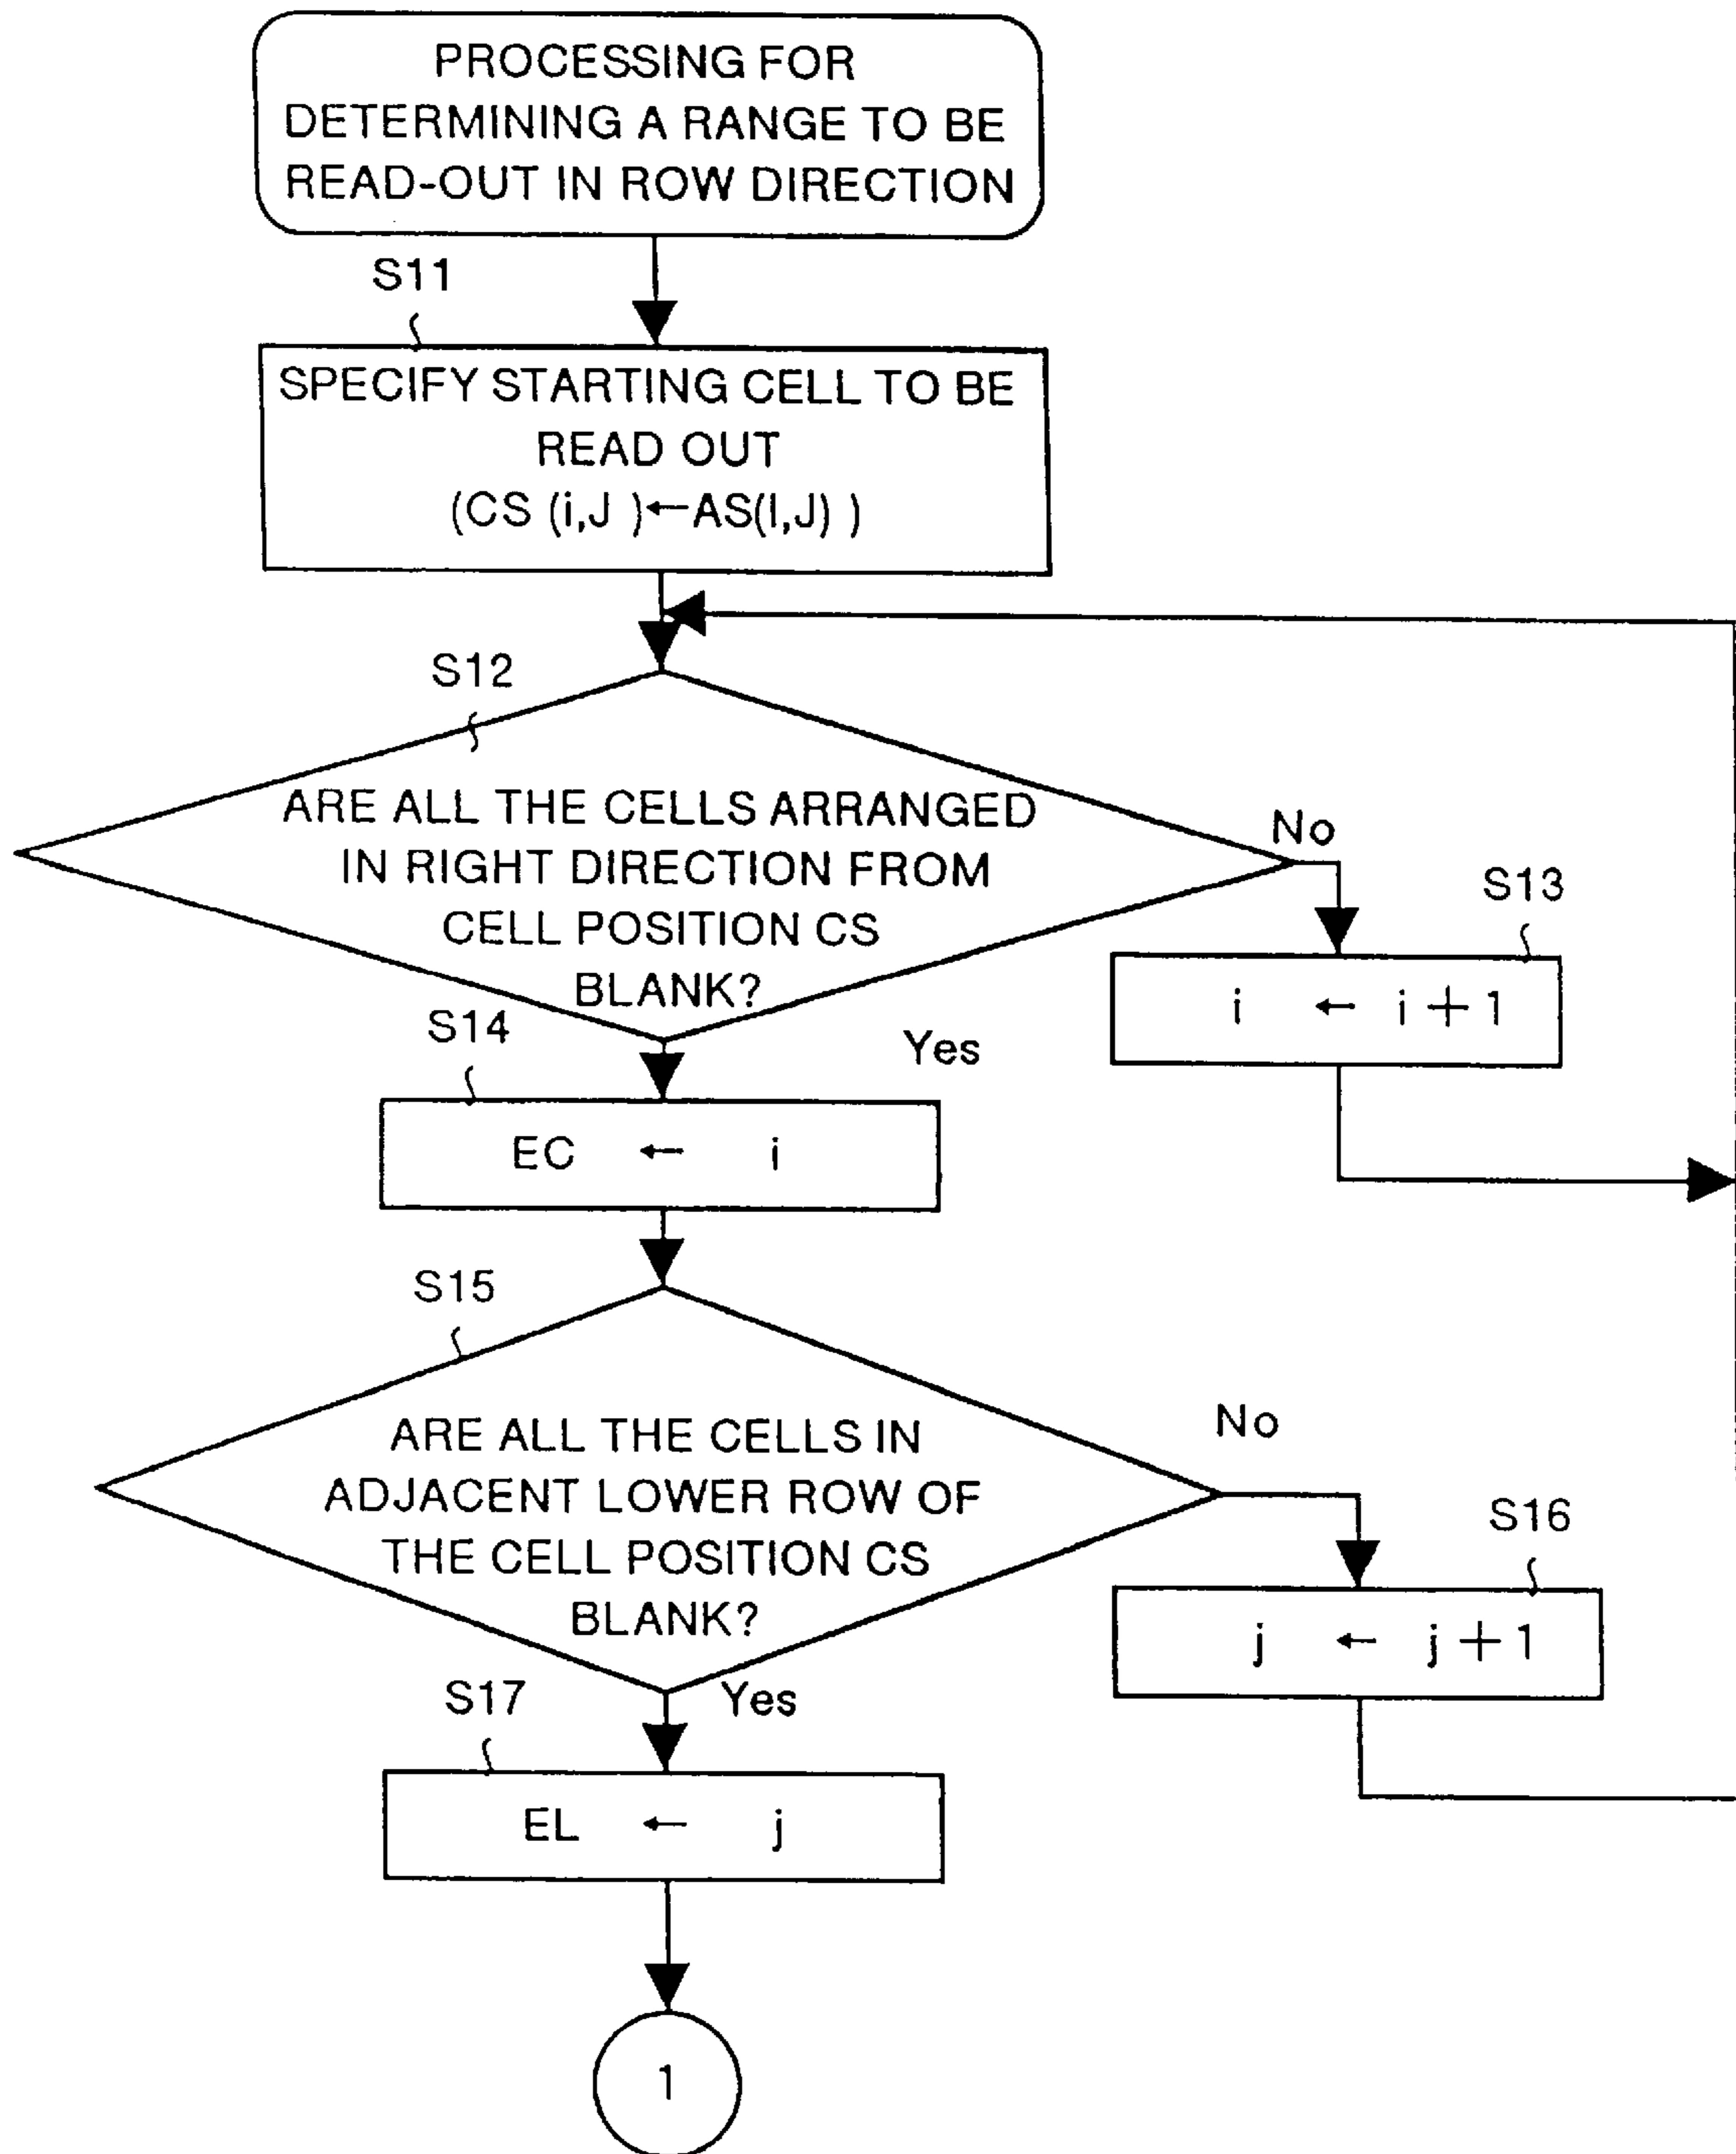 PROCESSING FOR
DETERMINING A RANGE TO BE
READ-OUT IN ROW DIRECTION
S11
SPECIFY STARTING CELL TO BE
READ OUT
(CS (i,J )←AS(I,J) )
S12
ARE ALL THE CELLS ARRANGED
IN RIGHT DIRECTION FROM
CELL POSITION CS
BLANK?
No
S13
i ← i + 1
Yes
S14
EC ← i
S15
ARE ALL THE CELLS IN
ADJACENT LOWER ROW OF
THE CELL POSITION CS
BLANK?
No
S16
j ← j + 1
Yes
S17
EL ← j
1